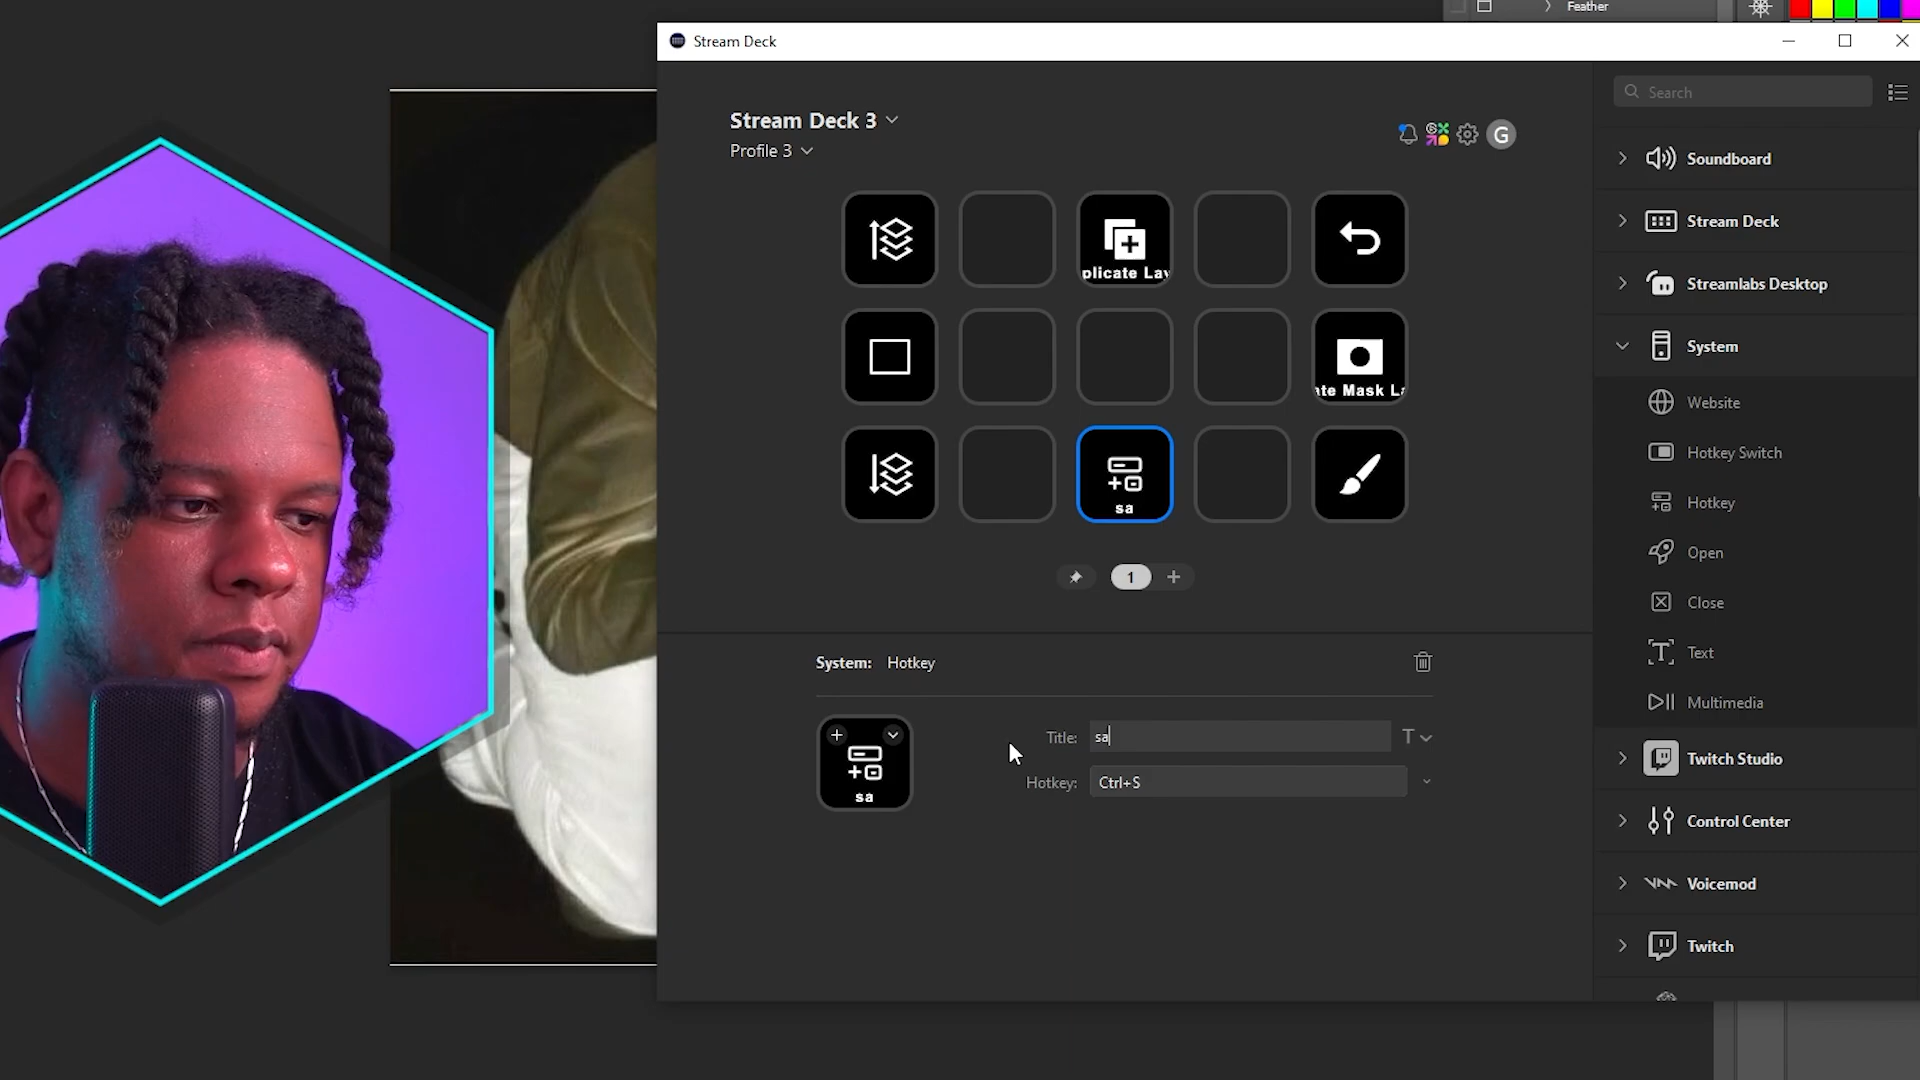 Feather
Stream Deck
Search
Stream Deck 3
Profile 3
G
Soundboard
Stream Deck
Streamlabs Desktop
System
Website
Hotkey Switch
Hotkey
Open
Close
Text
Multimedia
Twitch Studio
Control Center
Voicemod
Twitch
plicate Lay
ate Mask La
sa
1
System: Hotkey
Title: sa
T
Hotkey: Ctrl+S
sa